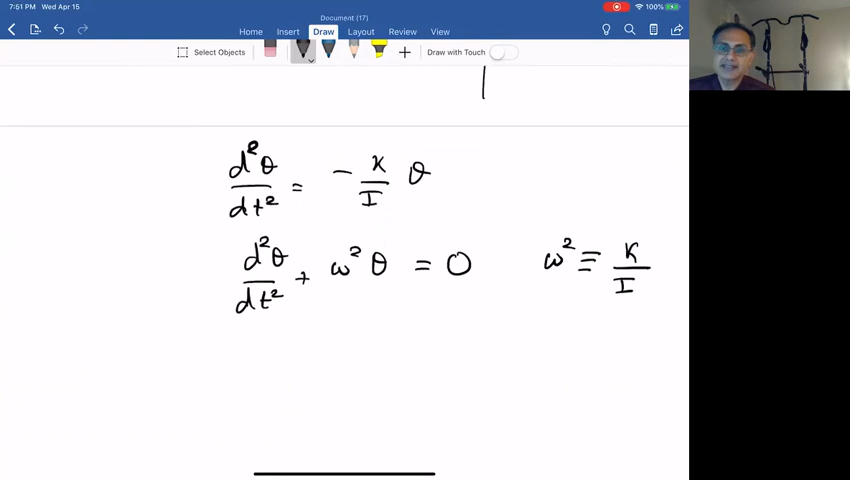 7:51 PM Wed Apr 15
100%
Document (17)
Home Insert Draw Layout Review View
Select Objects
Draw with Touch
d²θ/dt² = - κ/I θ
d²θ/dt² + ω² θ = 0    ω² ≡ κ/I